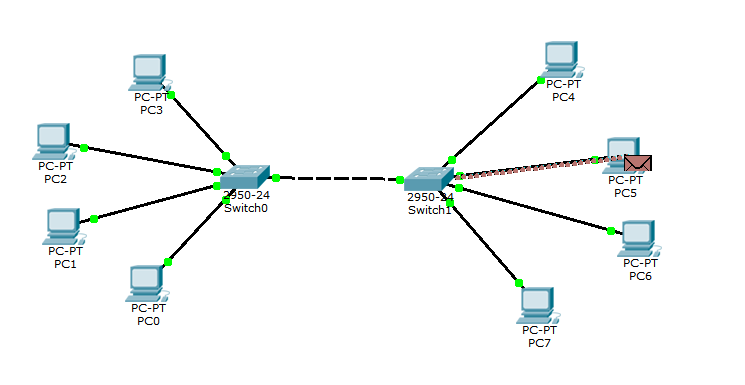 PC-PT
PC3
PC-PT
PC4
PC-PT
PC2
PC-PT
PC5
2950-24
Switch0
2950-24
Switch1
PC-PT
PC1
PC-PT
PC6
PC-PT
PC0
PC-PT
PC7